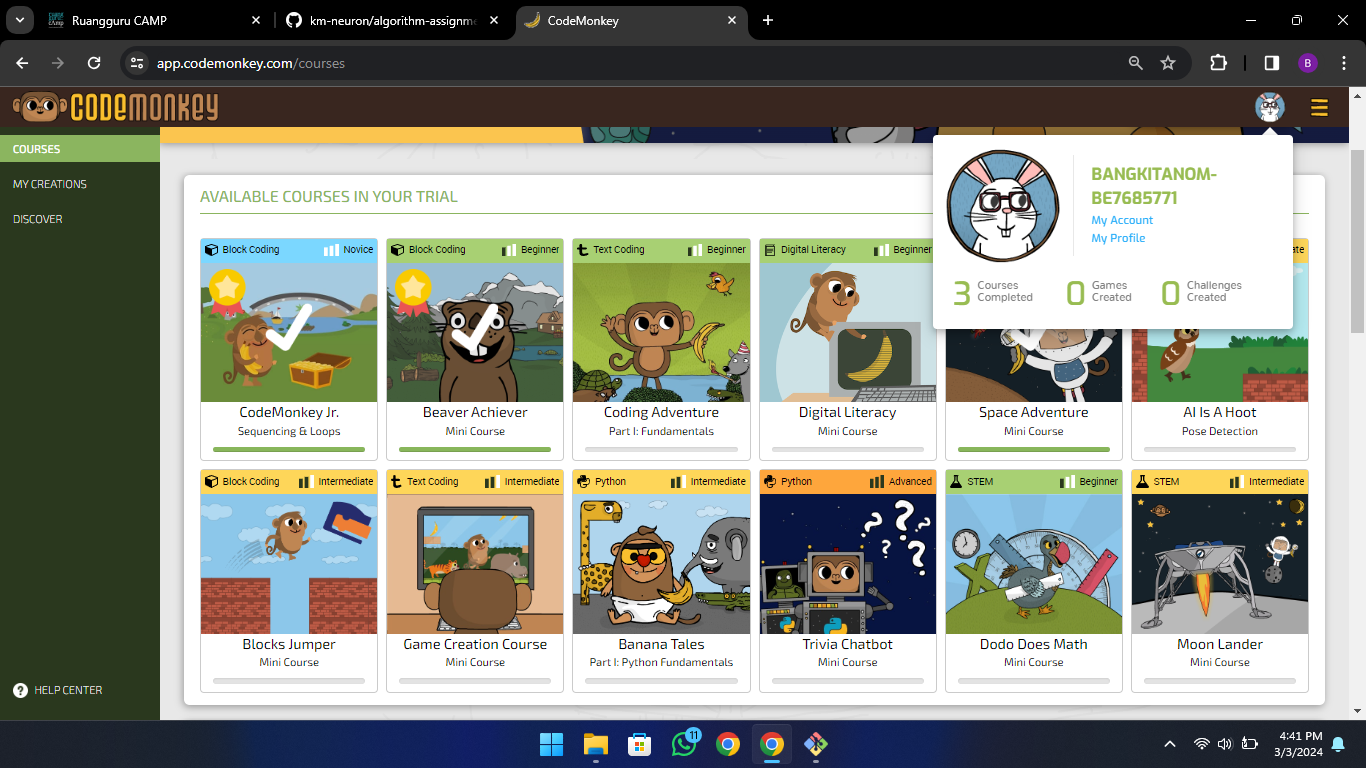 Ruangguru CAMP
km-neuron/algorithm-assignme
CodeMonkey
app.codemonkey.com/courses
B
CODEMONKEY
COURSES
MY CREATIONS
DISCOVER
HELP CENTER
BANGKITANOM-
BE7685771
My Account
My Profile
3 Courses Completed
0 Games Created
0 Challenges Created
AVAILABLE COURSES IN YOUR TRIAL
Block Coding Novice
CodeMonkey Jr.
Sequencing & Loops
Block Coding Beginner
Beaver Achiever
Mini Course
Text Coding Beginner
Coding Adventure
Part I: Fundamentals
Digital Literacy Beginner
Digital Literacy
Mini Course
Space Adventure
Mini Course
AI Is A Hoot
Pose Detection
Block Coding Intermediate
Blocks Jumper
Mini Course
Text Coding Intermediate
Game Creation Course
Mini Course
Python Intermediate
Banana Tales
Part I: Python Fundamentals
Python Advanced
? ? ? ? ?
Trivia Chatbot
Mini Course
STEM Beginner
Dodo Does Math
Mini Course
STEM Intermediate
Moon Lander
Mini Course
11
4:41 PM
3/3/2024